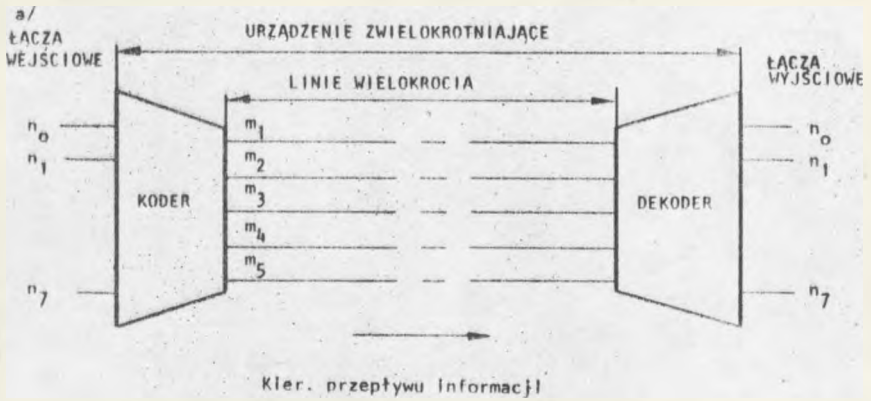 a/
URZĄDZENIE ZWIELOKROTNIAJĄCE
ŁĄCZA
WEJŚCIOWE
ŁĄCZA
WYJŚCIOWE
LINIE WIELOKROCIA
n0
n1
n7
KODER
m1
m2
m3
m4
m5
DEKODER
n0
n1
n7
Kier. przepływu informacji